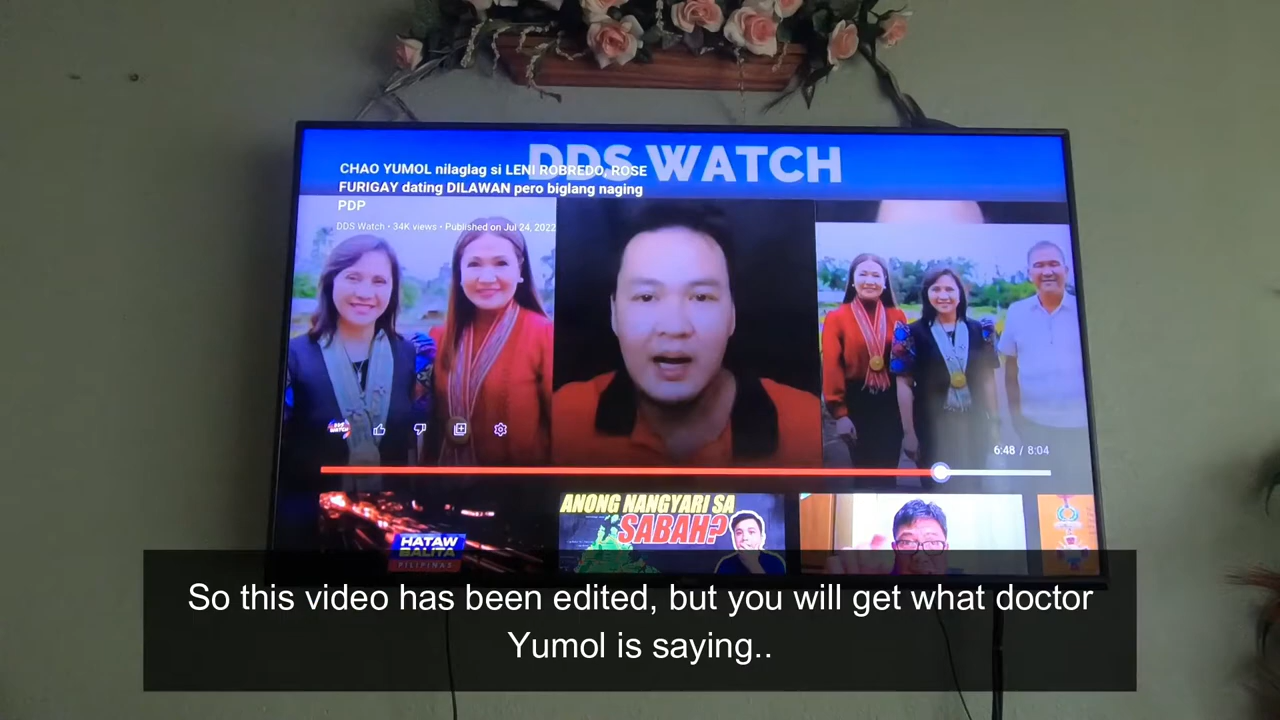 DDS WATCH
CHAO YUMOL nilaglag si LENI ROBREDO, ROSE
FURIGAY dating DILAWAN pero biglang naging
PDP
DDS Watch • 34K views • Published on Jul 24, 2022
DDS
WATCH
6:48 / 8:04
HATAW
BALITA
PILIPINAS
ANONG NANGYARI SA
SABAH?
So this video has been edited, but you will get what doctor
Yumol is saying..